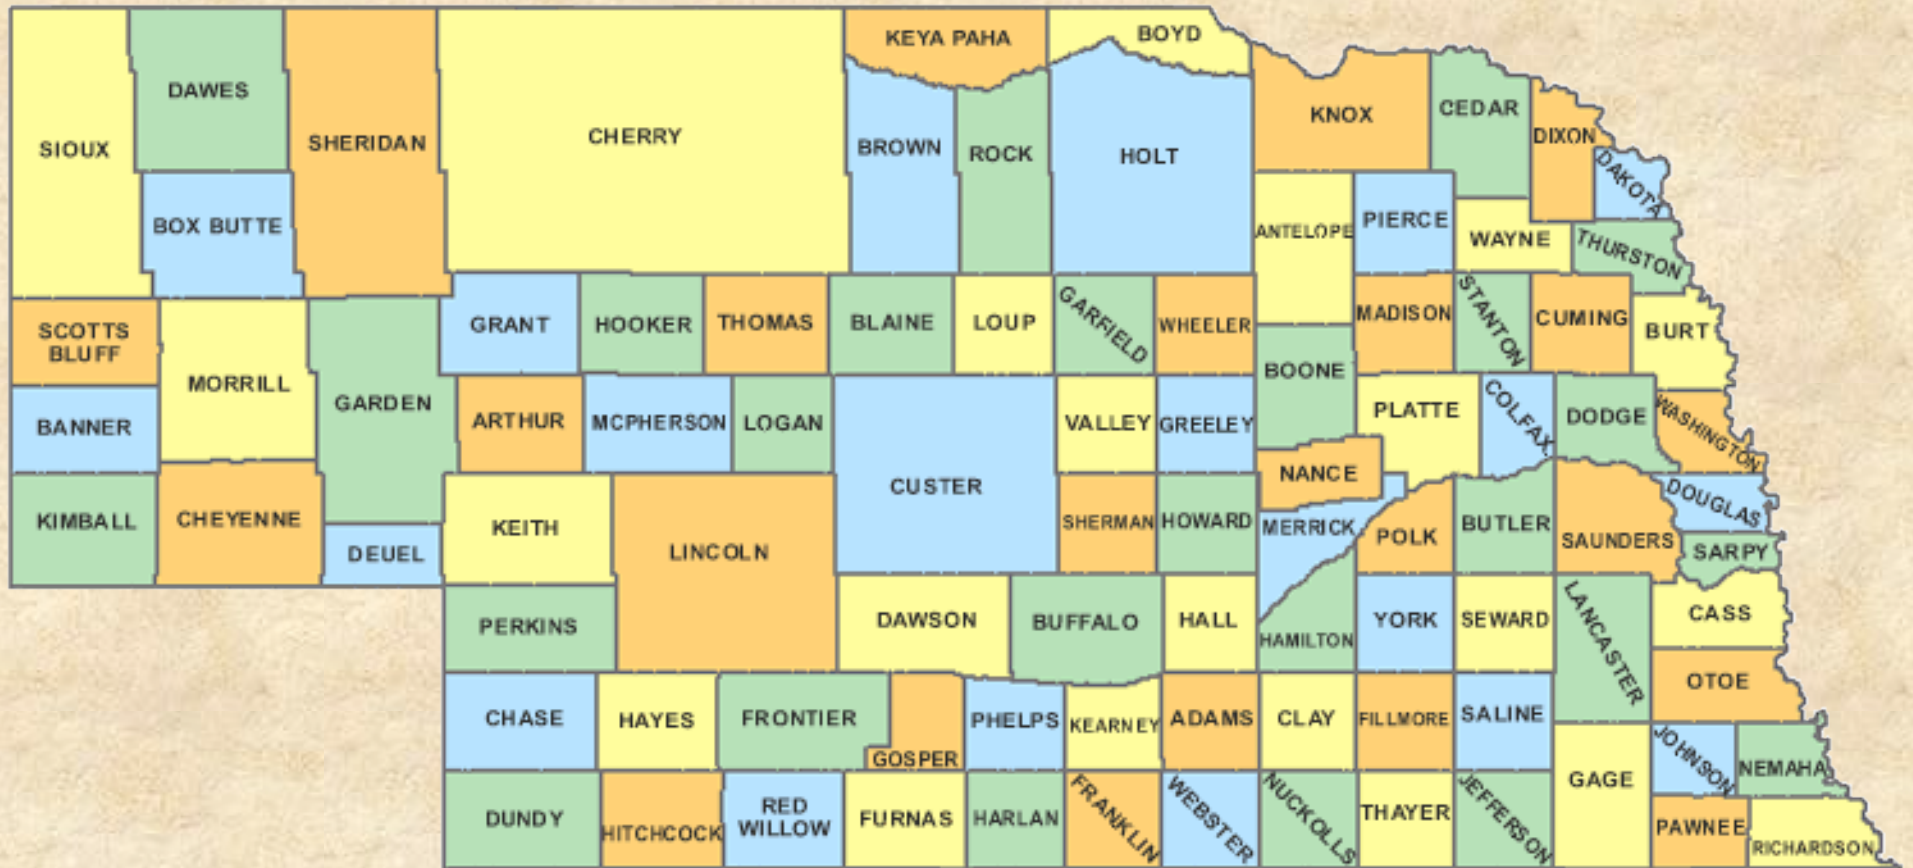 KEYA PAHA
BOYD
DAWES
SIOUX
SHERIDAN
CHERRY
BROWN
ROCK
HOLT
KNOX
CEDAR
DIXON
DAKOTA
BOX BUTTE
ANTELOPE
PIERCE
WAYNE
THURSTON
SCOTTS
BLUFF
MORRILL
GARDEN
GRANT
HOOKER
THOMAS
BLAINE
LOUP
GARFIELD
WHEELER
BOONE
MADISON
STANTON
CUMING
BURT
BANNER
ARTHUR
MCPHERSON
LOGAN
CUSTER
VALLEY
GREELEY
NANCE
PLATTE
COLFAX
DODGE
WASHINGTON
KIMBALL
CHEYENNE
DEUEL
KEITH
LINCOLN
SHERMAN
HOWARD
MERRICK
POLK
BUTLER
SAUNDERS
DOUGLAS
SARPY
PERKINS
DAWSON
BUFFALO
HALL
HAMILTON
YORK
SEWARD
LANCASTER
CASS
OTOE
CHASE
HAYES
FRONTIER
GOSPER
PHELPS
KEARNEY
ADAMS
CLAY
FILLMORE
SALINE
GAGE
JOHNSON
NEMAHA
DUNDY
HITCHCOCK
RED
WILLOW
FURNAS
HARLAN
FRANKLIN
WEBSTER
NUCKOLLS
THAYER
JEFFERSON
PAWNEE
RICHARDSON